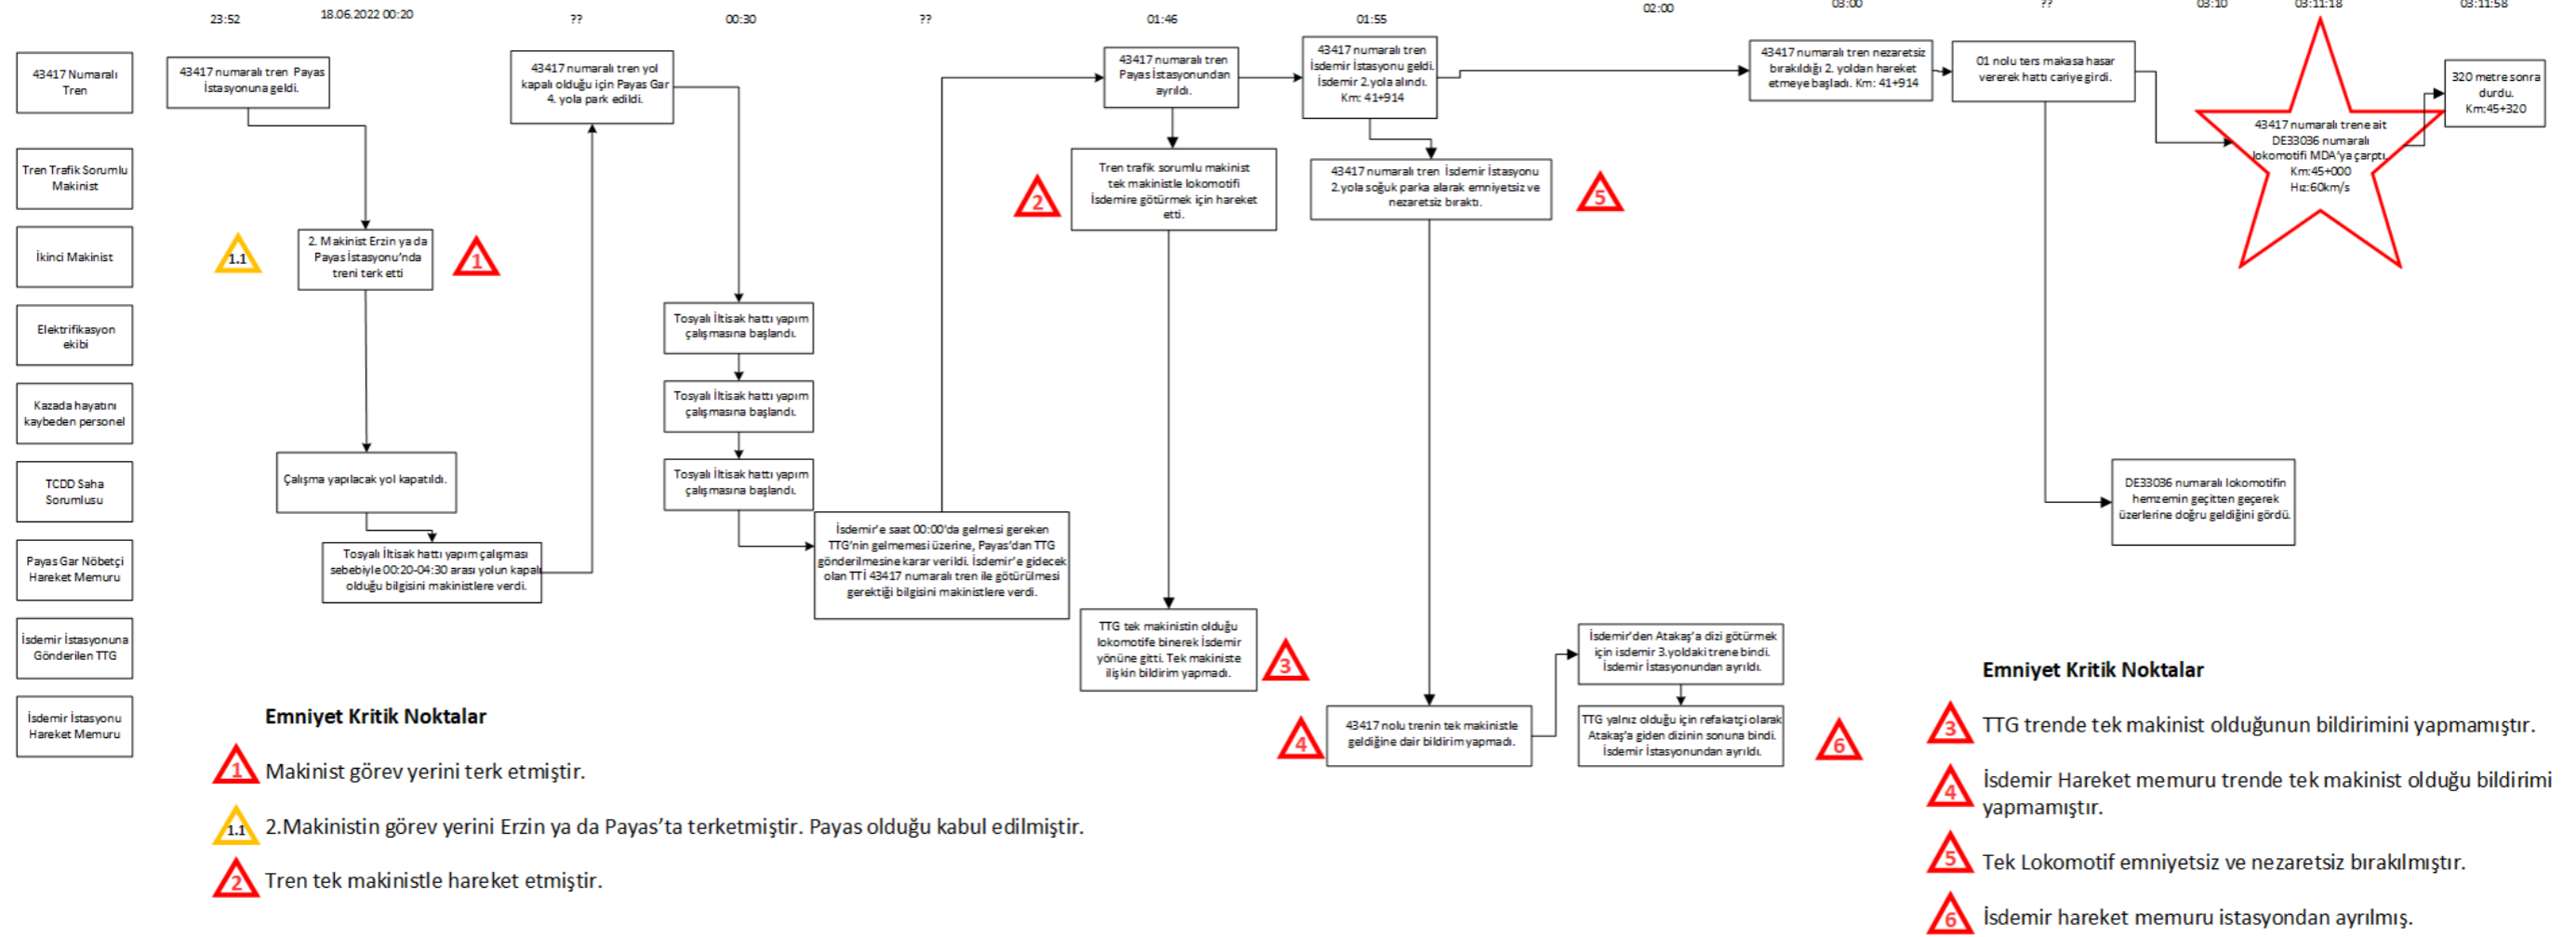 23:52
18.06.2022 00:20
??
00:30
??
01:46
01:55
02:00
03:00
??
03:10
03:11:18
03:11:58
43417 Numaralı
Tren
43417 numaralı tren Payas
İstasyonuna geldi.
43417 numaralı tren yol
kapalı olduğu için Payas Gar
4. yola park edildi.
43417 numaralı tren
Payas İstasyonundan
ayrıldı.
43417 numaralı tren
İsdemir İstasyonu geldi.
İsdemir 2.yola alındı.
Km: 41+914
43417 numaralı tren nezaretsiz
bırakıldığı 2. yoldan hareket
etmeye başladı. Km: 41+914
01 nolu ters makasa hasar
vererek hattı cariye girdi.
43417 numaralı trene ait
DE33036 numaralı
lokomotifi MDA'ya çarptı.
Km:45+000
Hız:60km/s
320 metre sonra
durdu.
Km:45+320
Tren Trafik Sorumlu
Makinist
2
Tren trafik sorumlu makinist
tek makinistle lokomotifi
İsdemire götürmek için hareket
etti.
43417 numaralı tren İsdemir İstasyonu
2.yola soğuk parka alarak emniyetsiz ve
nezaretsiz bıraktı.
5
İkinci Makinist
1.1
2. Makinist Erzin ya da
Payas İstasyonu'nda
treni terk etti
1
Elektrifikasyon
ekibi
Tosyalı İltisak hattı yapım
çalışmasına başlandı.
Kazada hayatını
kaybeden personel
Tosyalı İltisak hattı yapım
çalışmasına başlandı.
TCDD Saha
Sorumlusu
Çalışma yapılacak yol kapatıldı.
Tosyalı İltisak hattı yapım
çalışmasına başlandı.
DE33036 numaralı lokomotifin
hemzemin geçitten geçerek
üzerlerine doğru geldiğini gördü.
Payas Gar Nöbetçi
Hareket Memuru
Tosyalı İltisak hattı yapım çalışması
sebebiyle 00:20-04:30 arası yolun kapalı
olduğu bilgisini makinistlere verdi.
İsdemir'e saat 00:00'da gelmesi gereken
TTG'nin gelmemesi üzerine, Payas'dan TTG
gönderilmesine karar verildi. İsdemir'e gidecek
olan TTİ 43417 numaralı tren ile götürülmesi
gerektiği bilgisini makinistlere verdi.
İsdemir İstasyonuna
Gönderilen TTG
TTG tek makinistin olduğu
lokomotife binerek İsdemir
yönüne gitti. Tek makiniste
ilişkin bildirim yapmadı.
3
İsdemir'den Atakaş'a dizi götürmek
için isdemir 3.yoldaki trene bindi.
İsdemir İstasyonundan ayrıldı.
İsdemir İstasyonu
Hareket Memuru
4
43417 nolu trenin tek makinistle
geldiğine dair bildirim yapmadı.
TTG yalnız olduğu için refakatçi olarak
Atakaş'a giden dizinin sonuna bindi.
İsdemir İstasyonundan ayrıldı.
6
Emniyet Kritik Noktalar
1 Makinist görev yerini terk etmiştir.
1.1 2.Makinistin görev yerini Erzin ya da Payas'ta terketmiştir. Payas olduğu kabul edilmiştir.
2 Tren tek makinistle hareket etmiştir.
Emniyet Kritik Noktalar
3 TTG trende tek makinist olduğunun bildirimini yapmamıştır.
4 İsdemir Hareket memuru trende tek makinist olduğu bildirimi
yapmamıştır.
5 Tek Lokomotif emniyetsiz ve nezaretsiz bırakılmıştır.
6 İsdemir hareket memuru istasyondan ayrılmış.